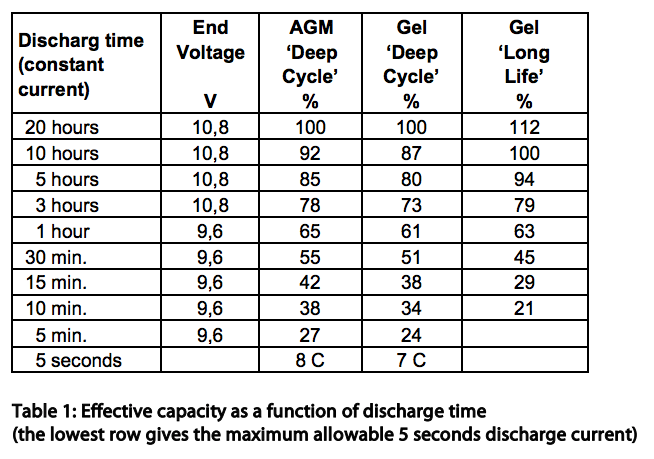 Discharg time (constant current) End Voltage V AGM ‘Deep Cycle’ % Gel ‘Deep Cycle’ % Gel ‘Long Life’ %
20 hours 10,8 100 100 112
10 hours 10,8 92 87 100
5 hours 10,8 85 80 94
3 hours 10,8 78 73 79
1 hour 9,6 65 61 63
30 min. 9,6 55 51 45
15 min. 9,6 42 38 29
10 min. 9,6 38 34 21
5 min. 9,6 27 24
5 seconds 8 C 7 C
Table 1: Effective capacity as a function of discharge time
(the lowest row gives the maximum allowable 5 seconds discharge current)